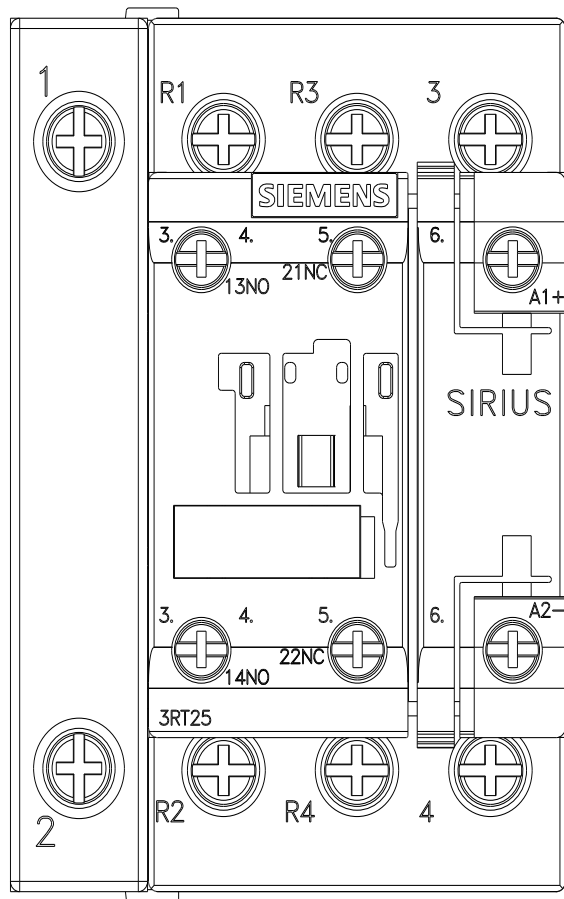 1 R1 R3 3
SIEMENS
3. 4. 5. 6.
13NO 21NC A1+
SIRIUS
3. 4. 5. 6. A2-
14NO 22NC
3RT25
2 R2 R4 4